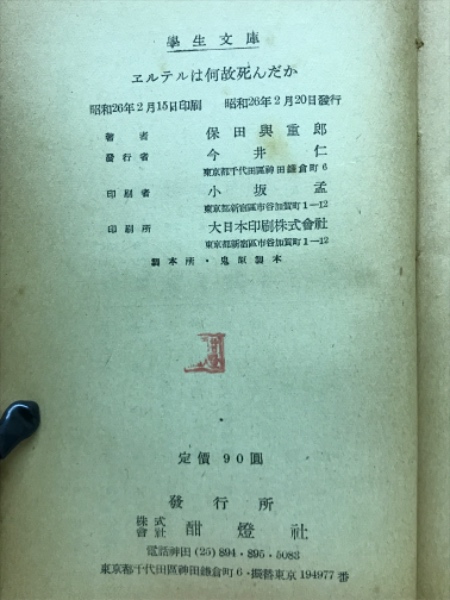 學生文庫
ヱルテルは何故死んだか
昭和26年2月15日印刷 昭和26年2月20日發行
著者 保田與重郎
發行者 今井仁
東京都千代田區神田鎌倉町6
印刷者 小坂孟
東京都新宿區市谷加賀町1—12
印刷所 大日本印刷株式會社
東京都新宿區市谷加賀町1—12
製本所・鬼原製本
定價 90圓
發行所
株式會社 酣燈社
電話神田(25)894・895・5083
東京都千代田區神田鎌倉町6・振替東京194977番